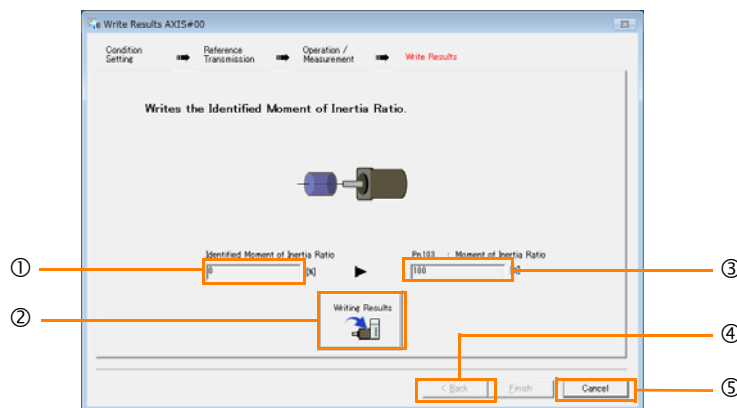 Write Results AXIS#00
Condition Setting
Reference Transmission
Operation / Measurement
Write Results
Writes the Identified Moment of Inertia Ratio.
Identified Moment of Inertia Ratio
Pn103 : Moment of Inertia Ratio
① 0 [%]
100 [%] ③
② Writing Results
④
< Back Finish Cancel ⑤